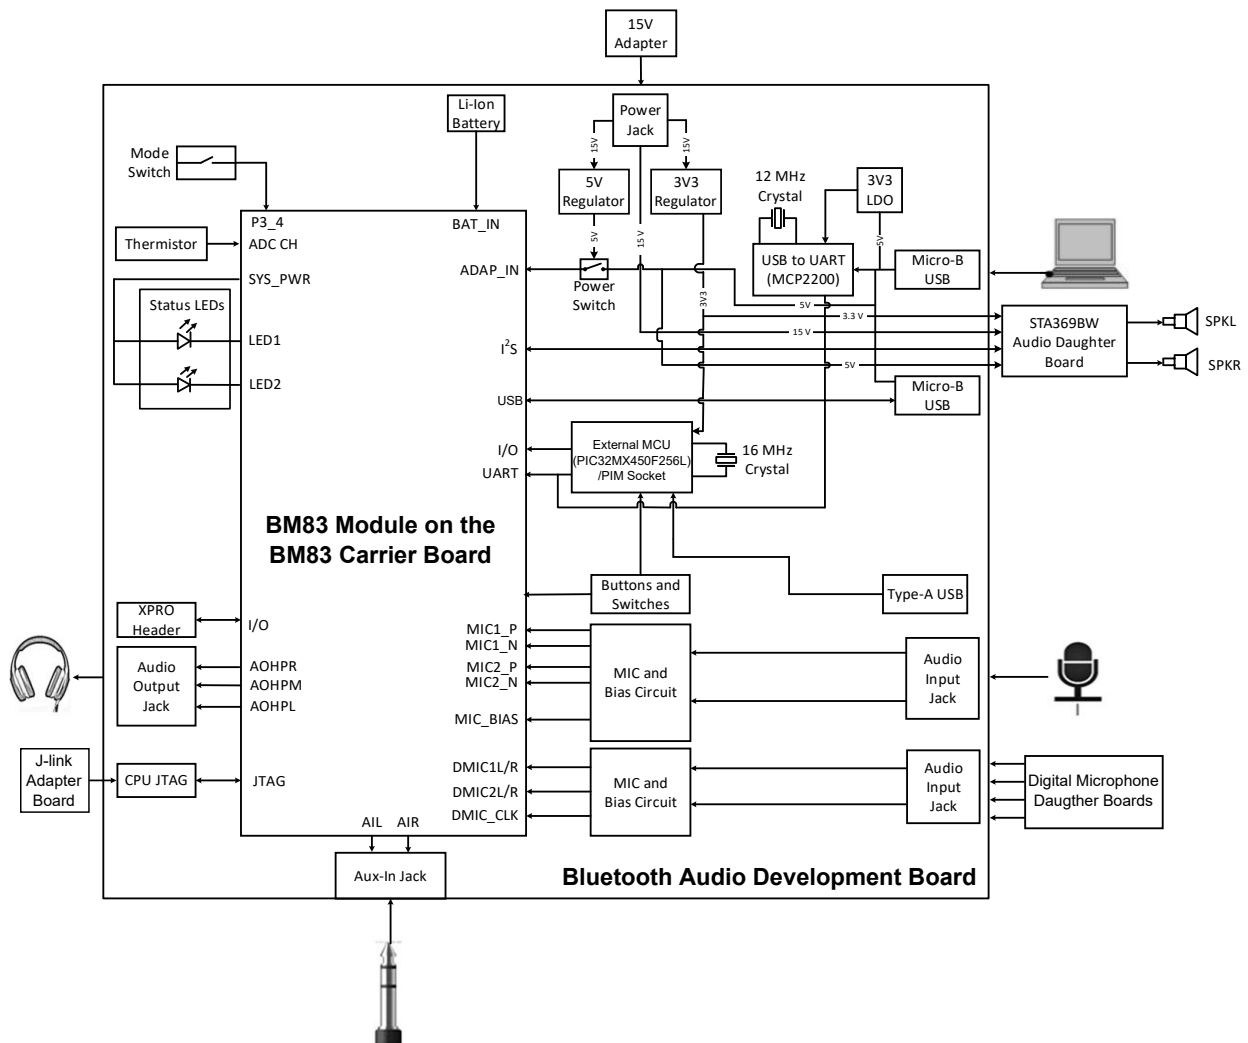 15V
Adapter
Li-Ion
Battery
Power
Jack
15V
15V
Mode
Switch
5V
Regulator
3V3
Regulator
12 MHz
Crystal
3V3
LDO
P3_4
BAT_IN
Thermistor
ADC CH
5V
15 V
5V
USB to UART
(MCP2200)
Micro-B
USB
SYS_PWR
ADAP_IN
Power
Switch
3V3
5V
Status LEDs
3.3 V
STA369BW
Audio Daughter
Board
SPKL
LED1
I2S
15 V
5V
SPKR
LED2
USB
Micro-B
USB
I/O
UART
External MCU
(PIC32MX450F256L)
/PIM Socket
16 MHz
Crystal
BM83 Module on the
BM83 Carrier Board
Buttons and
Switches
Type-A USB
XPRO
Header
I/O
MIC1_P
MIC1_N
MIC2_P
MIC2_N
MIC_BIAS
MIC and
Bias Circuit
Audio
Input
Jack
Audio
Output
Jack
AOHPR
AOHPM
AOHPL
J-link
Adapter
Board
CPU JTAG
JTAG
DMIC1L/R
DMIC2L/R
DMIC_CLK
MIC and
Bias Circuit
Audio
Input
Jack
Digital Microphone
Daugther Boards
AIL
AIR
Aux-In Jack
Bluetooth Audio Development Board